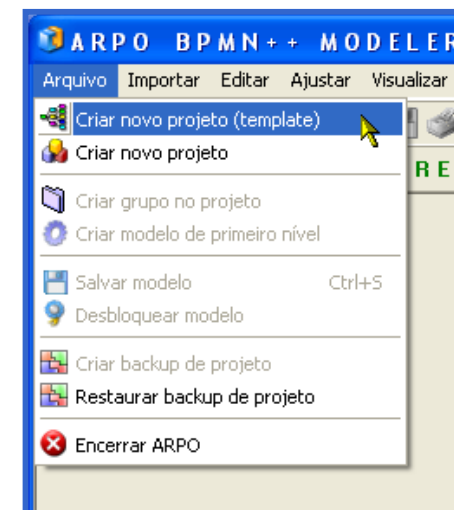 ARPO BPMN++ MODELER
Arquivo Importar Editar Ajustar Visualizar
Criar novo projeto (template)
RE
Criar novo projeto
Criar grupo no projeto
Criar modelo de primeiro nível
Salvar modelo Ctrl+S
Desbloquear modelo
Criar backup de projeto
Restaurar backup de projeto
Encerrar ARPO